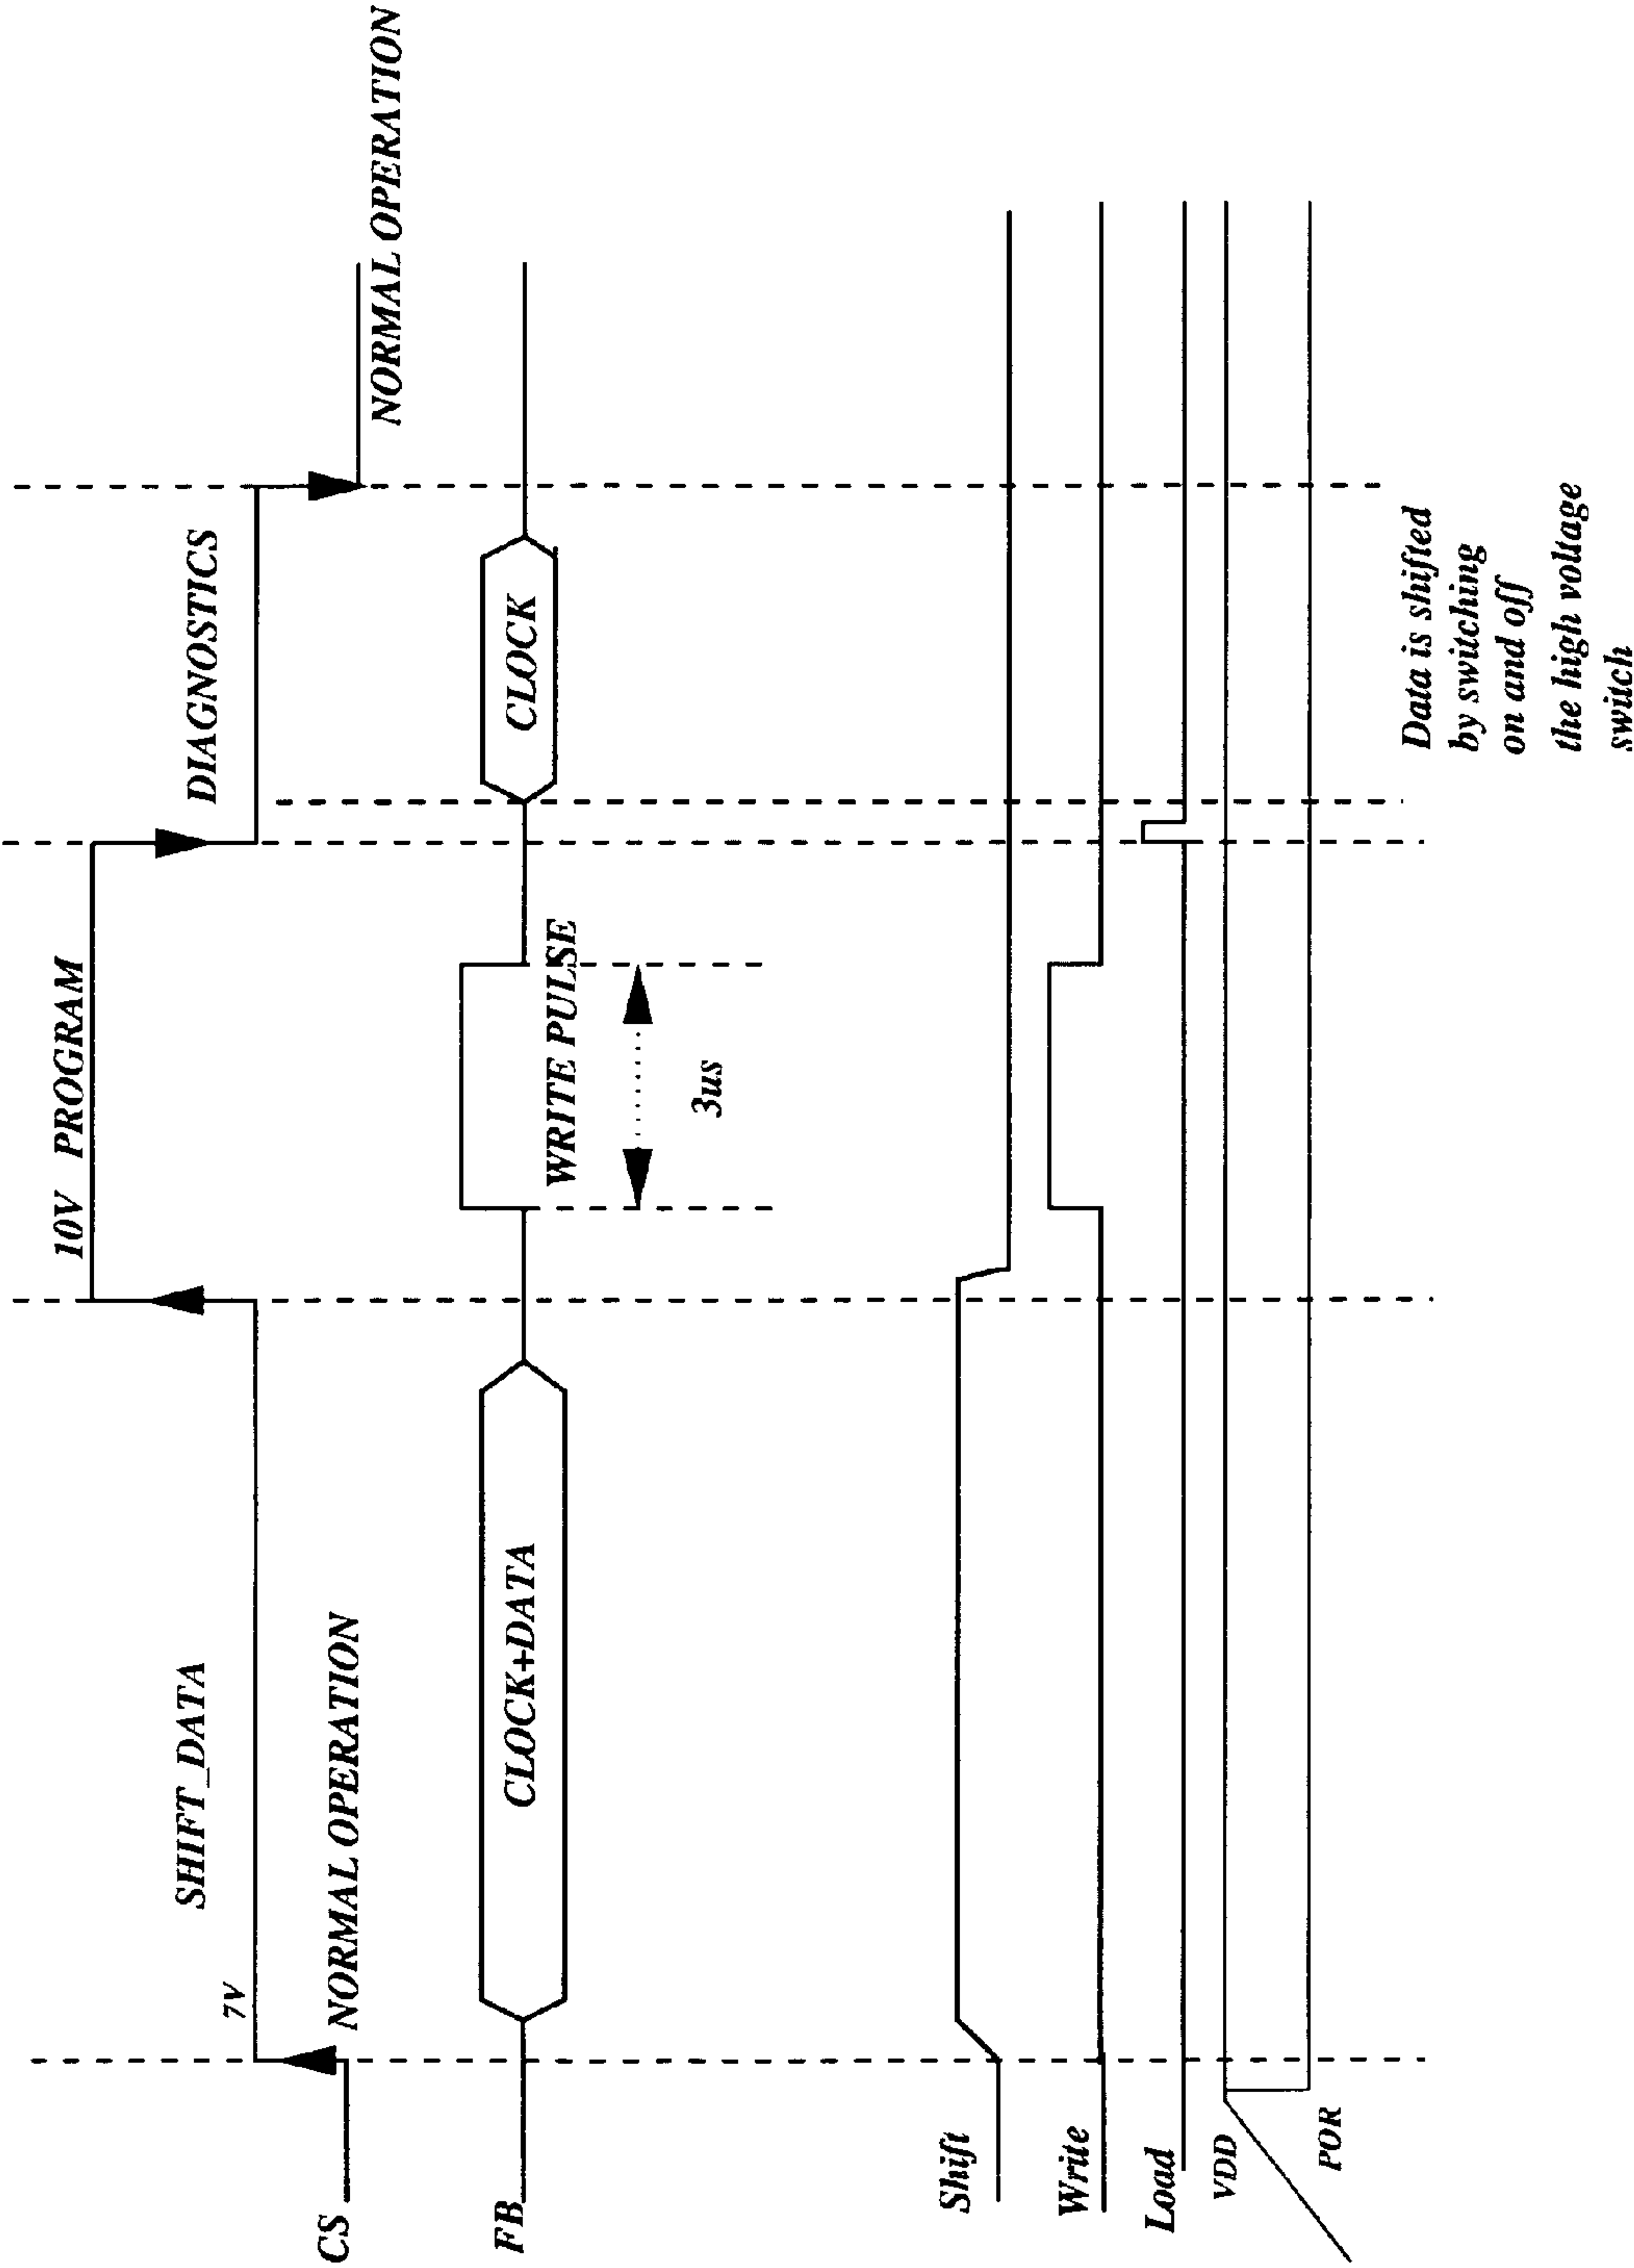 10V PROGRAM
SHIFT_DATA
DIAGNOSTICS
7V
CS
NORMAL OPERATION
NORMAL OPERATION
FB
CLOCK+DATA
CLOCK
WRITE PULSE
3us
Shift
Write
Load
VDD
POR
Data is shifted
by switching
on and off
the high voltage
switch